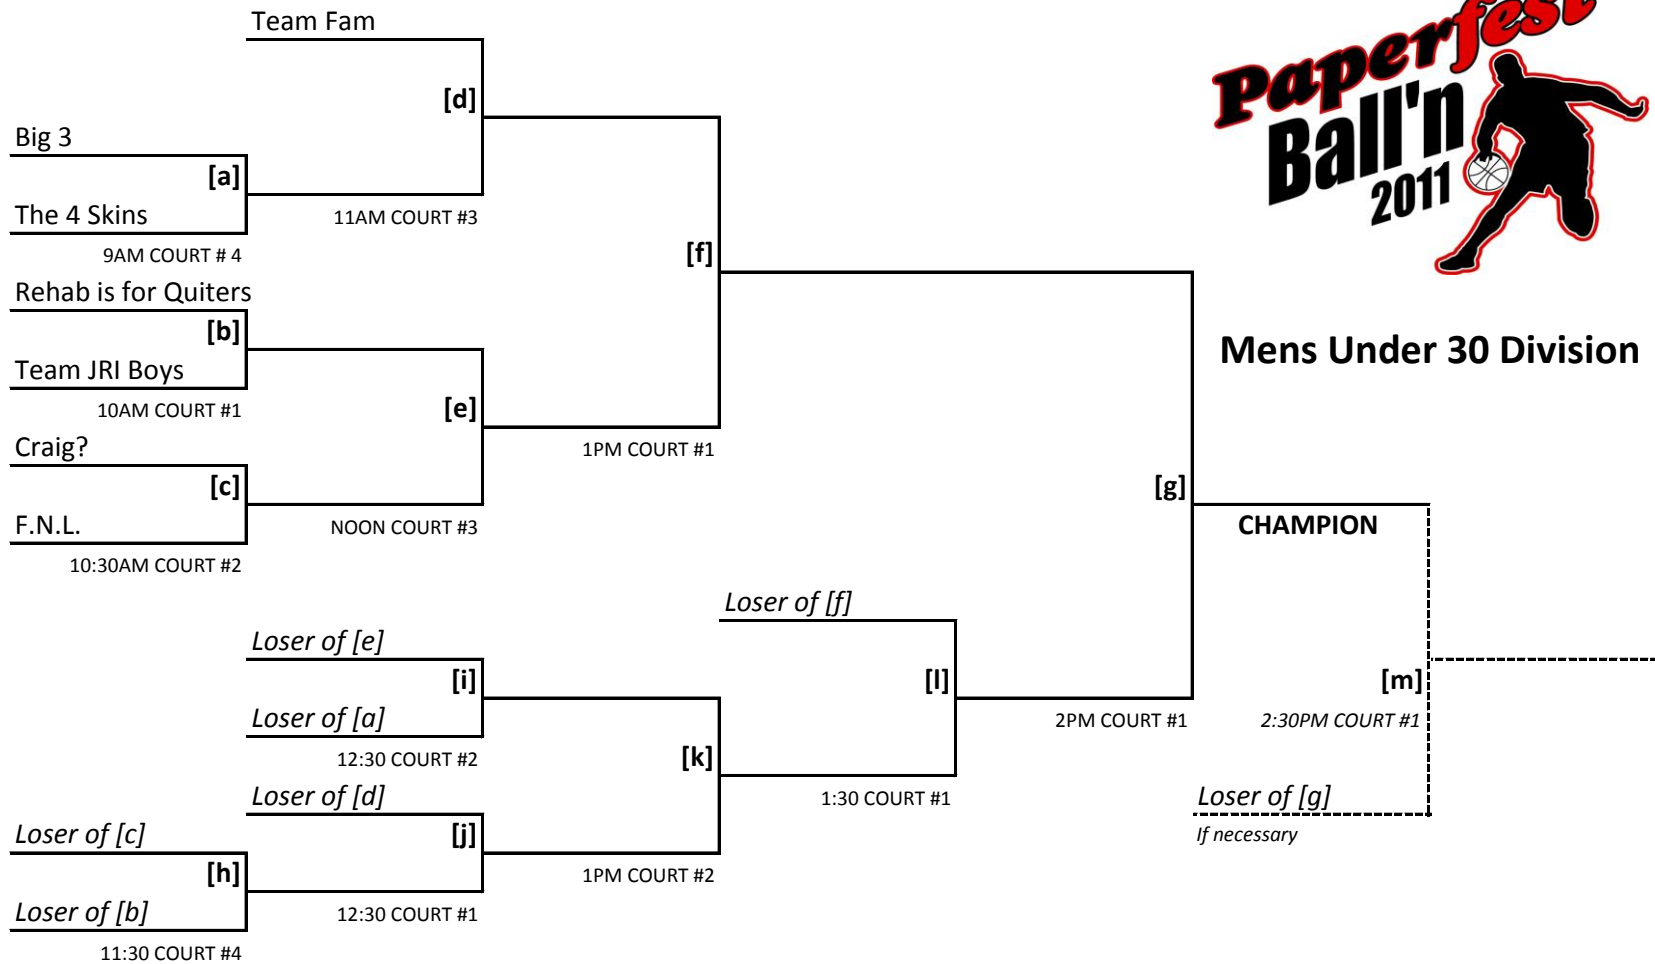 Team Fam
Paperfest
Ball'n
2011
[d]
Big 3
[a]
The 4 Skins
11AM COURT #3
9AM COURT # 4
[f]
Rehab is for Quiters
[b]
Mens Under 30 Division
Team JRI Boys
10AM COURT #1
[e]
Craig?
1PM COURT #1
[c]
[g]
F.N.L.
NOON COURT #3
CHAMPION
10:30AM COURT #2
Loser of [f]
Loser of [e]
[i]
[l]
[m]
Loser of [a]
2PM COURT #1
2:30PM COURT #1
12:30 COURT #2
[k]
Loser of [d]
1:30 COURT #1
Loser of [g]
Loser of [c]
[j]
If necessary
[h]
1PM COURT #2
Loser of [b]
12:30 COURT #1
11:30 COURT #4